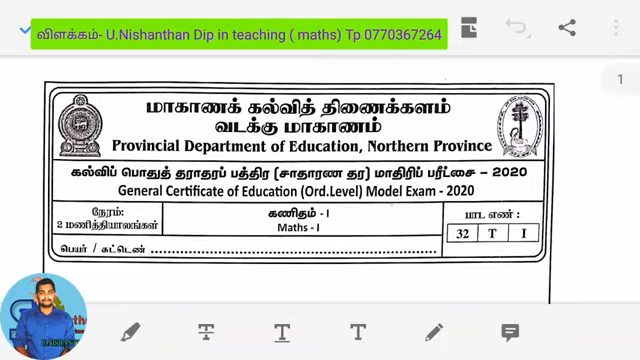 விளக்கம்- U.Nishanthan Dip in teaching ( maths) Tp 0770367264
1
மாகாணக் கல்வித் திணைக்களம்
வடக்கு மாகாணம்
Provincial Department of Education, Northern Province
கல்விப் பொதுத் தராதரப் பத்திர (சாதாரண தர) மாதிரிப் பரீட்சை – 2020
General Certificate of Education (Ord.Level) Model Exam - 2020
நேரம்:
2 மணித்தியாலங்கள்
கணிதம் - I
Maths - I
பாட எண் :
32 T I
பெயர் / சுட்டெண் ................................................................